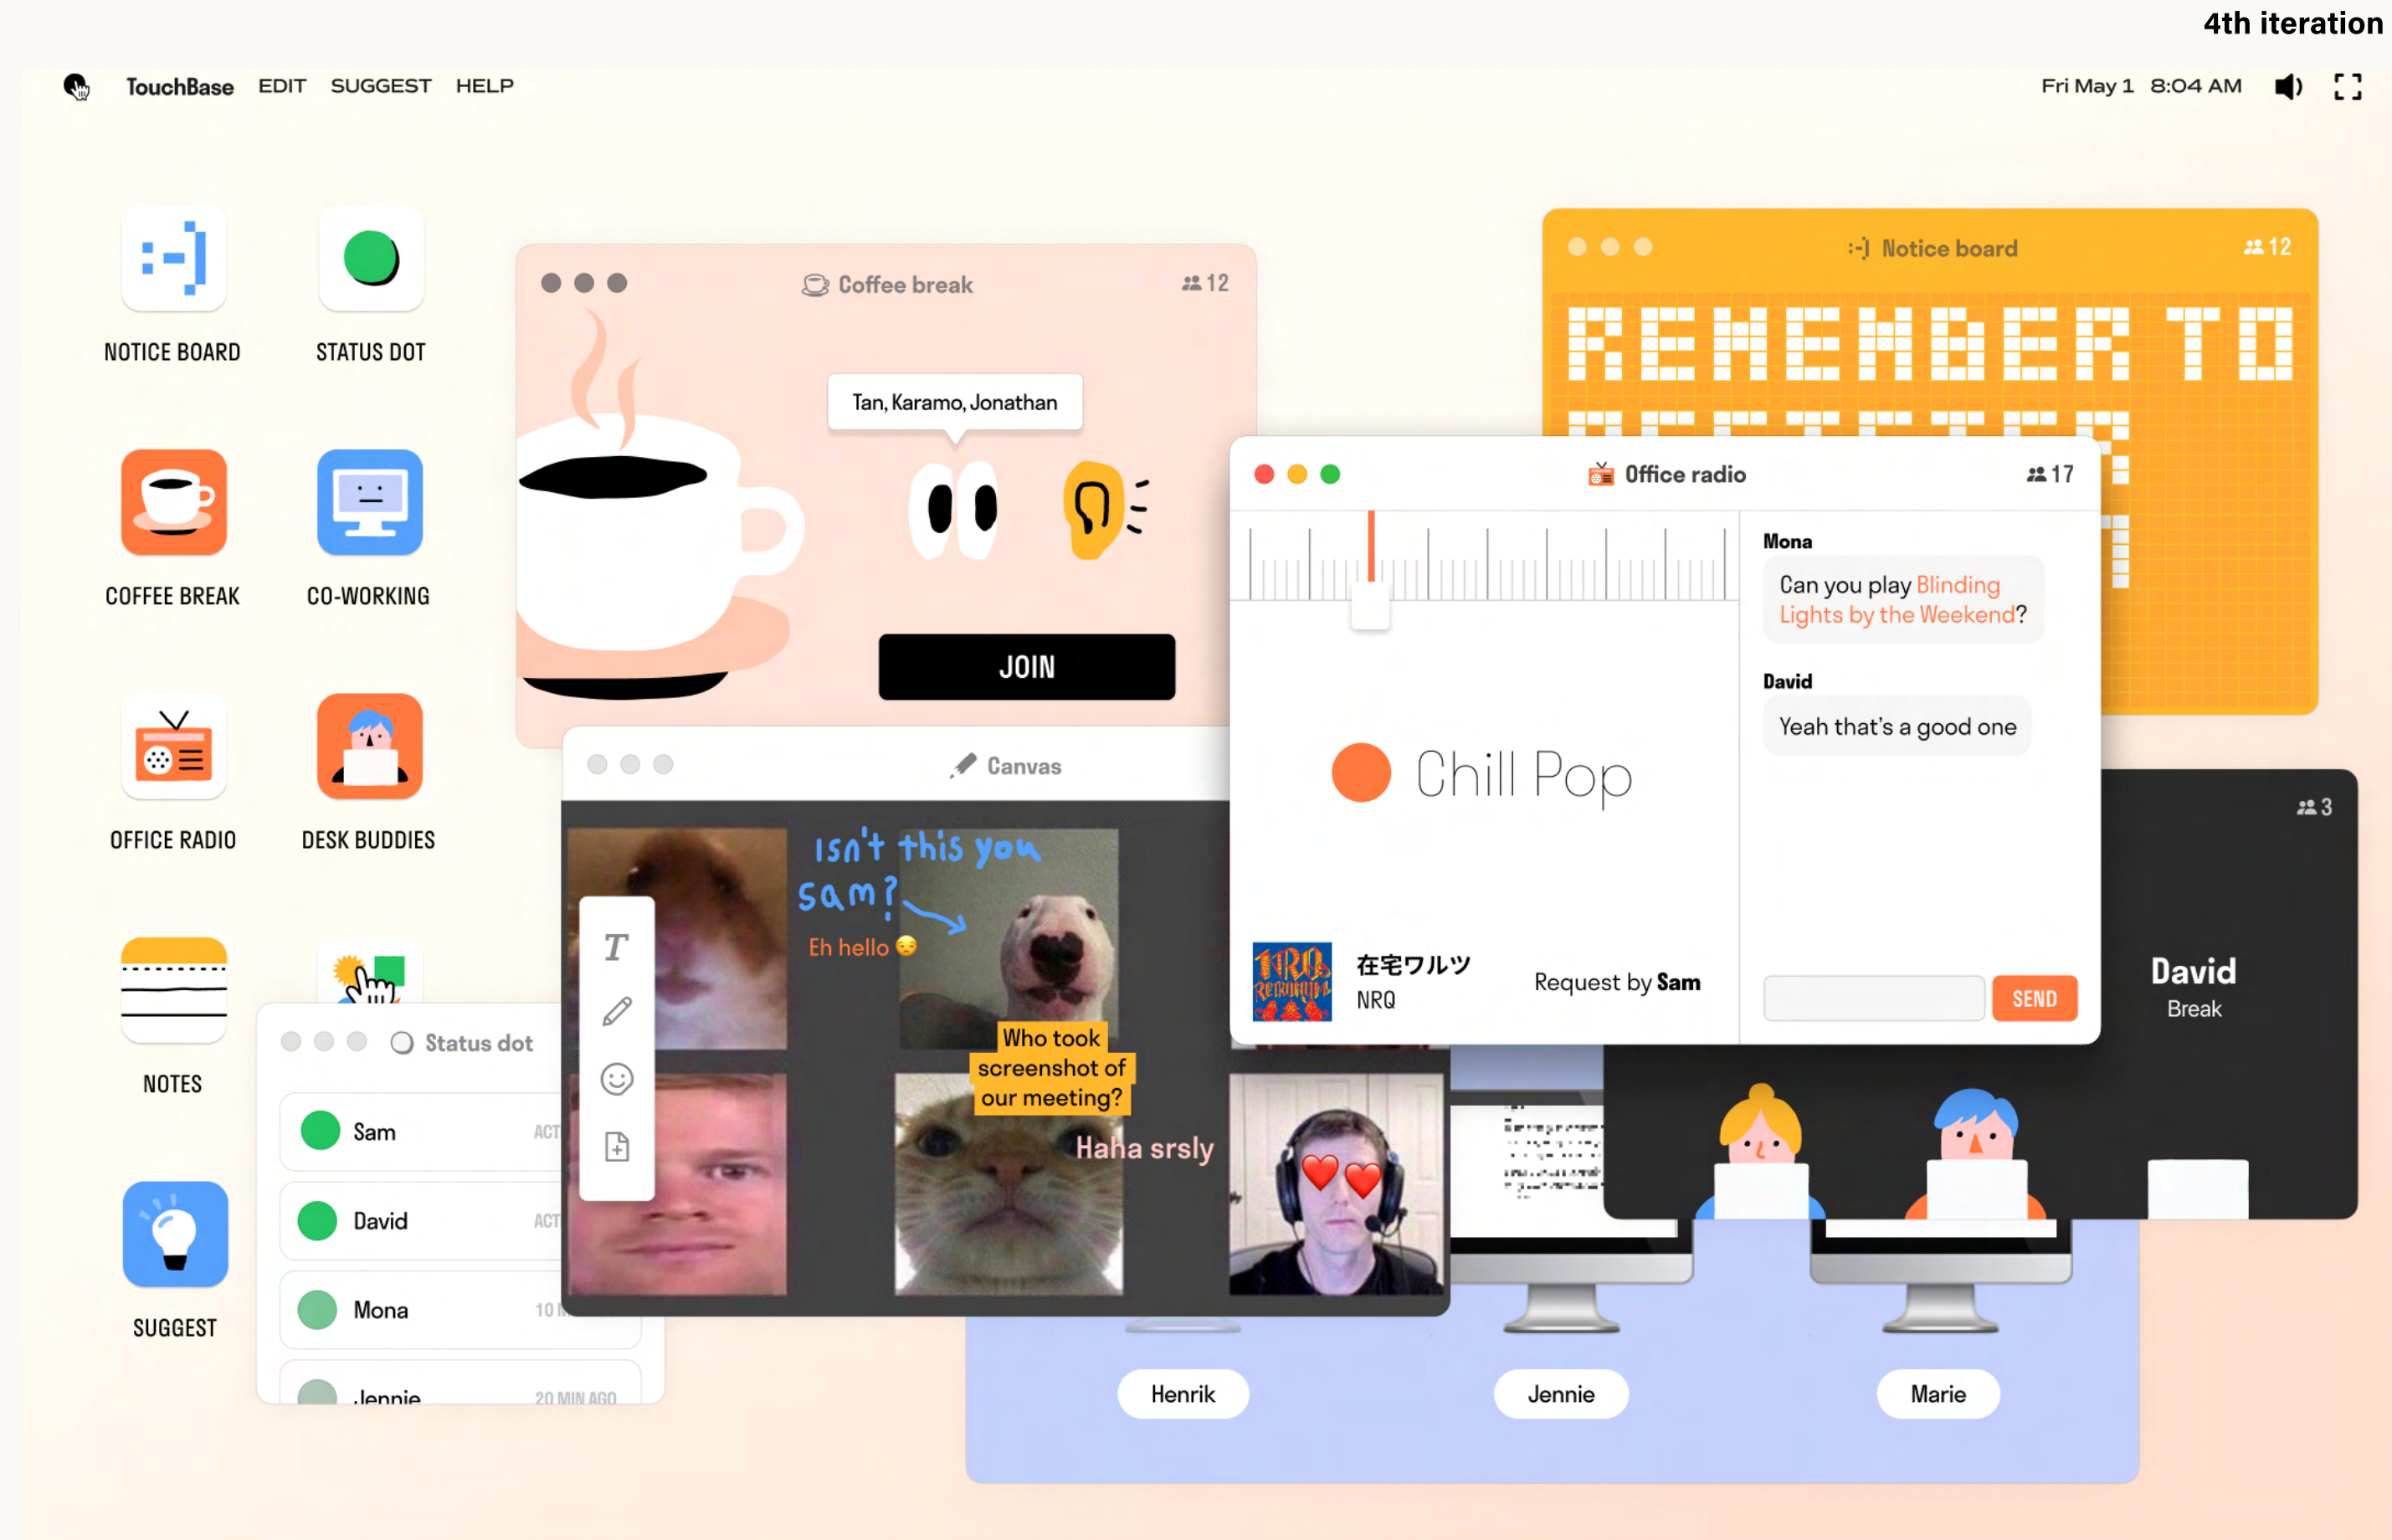 4th iteration
TouchBase EDIT SUGGEST HELP
Fri May 1 8:04 AM
NOTICE BOARD
STATUS DOT
COFFEE BREAK
CO-WORKING
OFFICE RADIO
DESK BUDDIES
NOTES
SUGGEST
Coffee break
12
Tan, Karamo, Jonathan
JOIN
:-] Notice board
12
REMEMBER TO
Office radio
17
Mona
Can you play Blinding
Lights by the Weekend?
David
Yeah that's a good one
SEND
Chill Pop
在宅ワルツ
NRQ
Request by Sam
NRQ
Canvas
Isn't this you
sam?
Eh hello 😒
Who took
screenshot of
our meeting?
Haha srsly
T
Status dot
Sam
David
Mona
Jennie
20 MIN AGO
3
David
Break
Henrik
Jennie
Marie